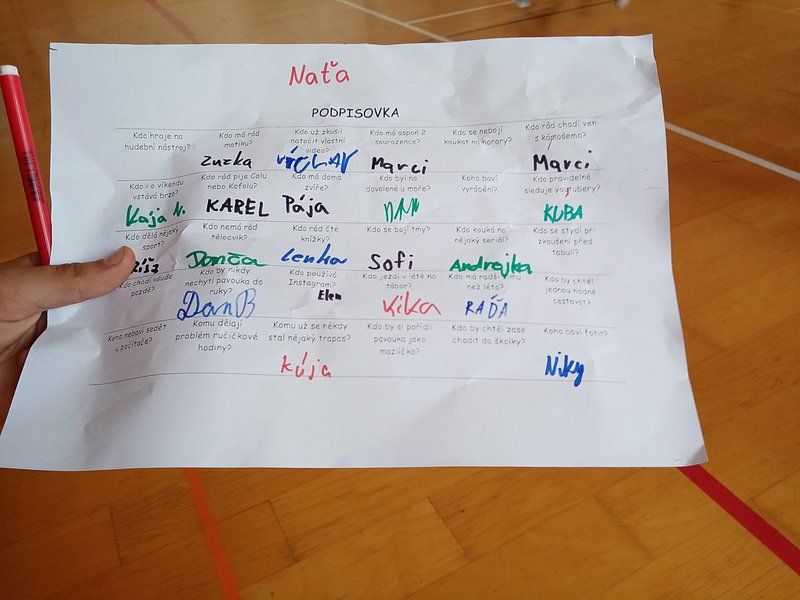 Naťa
PODPISOVKA
Kdo hraje na hudební nástroj?
Kdo má rád matiku?
Zuzka
Kdo už zkusil natočit vlastní video?
Kdo má aspoň 2 sourozence?
Marci
Kdo se nebojí koukat na horory?
Kdo rád chodí ven s kámošema?
Marci
Kdo i o víkendu vstává brzo?
Kája N.
Kdo rád pije Colu nebo Kofolu?
KAREL
Kdo má doma zvíře?
Pája
Kdo byl na dovolené u moře?
Koho baví vyrábění?
Kdo pravidelně sleduje youtubery?
KUBA
Kdo dělá nějaký sport?
Kdo nemá rád tělocvik?
Danča
Kdo rád čte knížky?
Lenka
Kdo se bojí tmy?
Sofi
Kdo kouká na nějaký seriál?
Andrejka
Kdo se stydí při zkoušení před tabulí?
Kdo chodí všude pozdě?
Kdo by nikdy nechytil pavouka do ruky?
Dan B
Kdo používá Instagram?
Elen
Kdo jezdí v létě na tábor?
Kika
Kdo má radši zimu než léto?
RAĎA
Kdo by chtěl jednou hodně cestovat?
Koho nebaví sedět u počítače?
Komu dělají problém ručičkové hodiny?
Komu už se někdy stal nějaký trapas?
Kája
Kdo by si pořídil pavouka jako mazlíčka?
Kdo by chtěl zase chodit do školky?
Koho baví fotit?
Niky